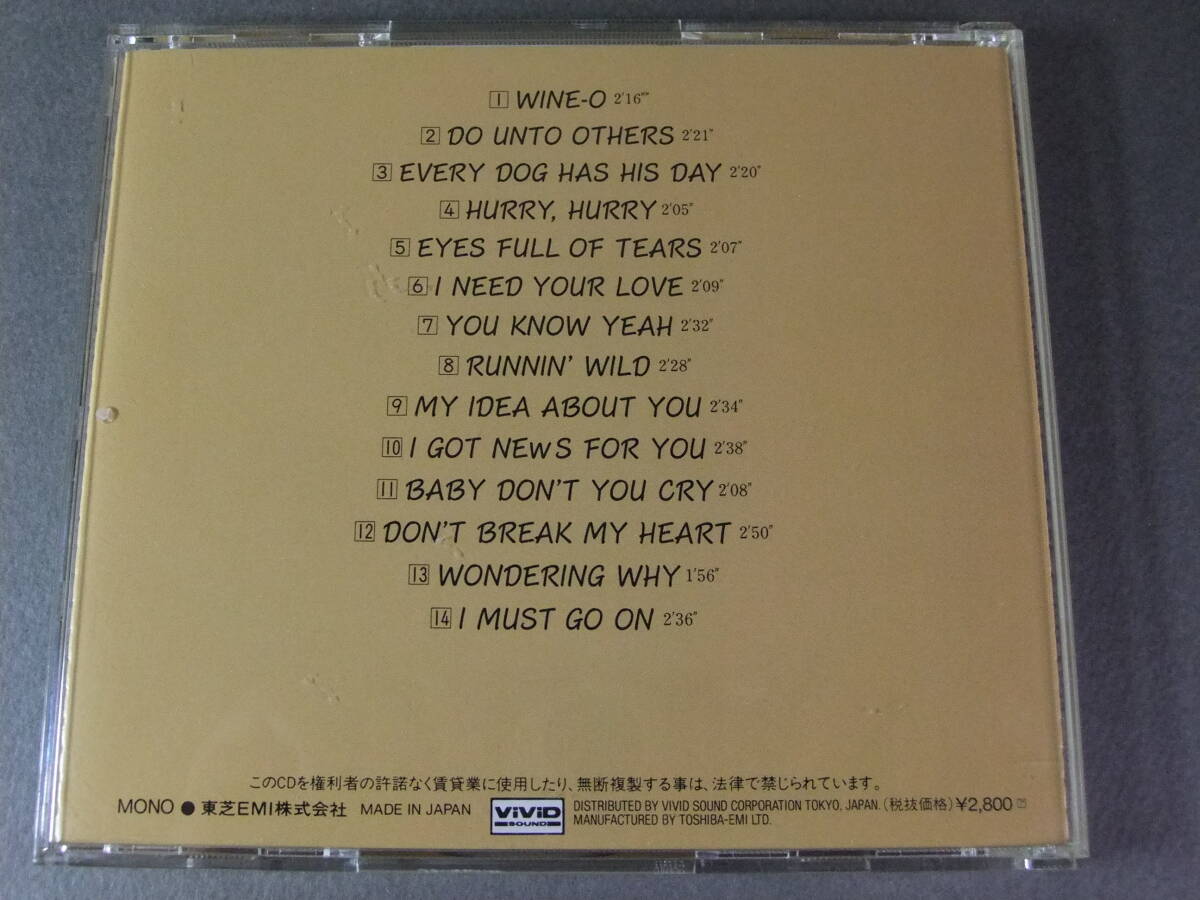 1 WINE-O 2'16"
2 DO UNTO OTHERS 2'21"
3 EVERY DOG HAS HIS DAY 2'20"
4 HURRY, HURRY 2'05"
5 EYES FULL OF TEARS 2'07"
6 I NEED YOUR LOVE 2'09"
7 YOU KNOW YEAH 2'32"
8 RUNNIN' WILD 2'28"
9 MY IDEA ABOUT YOU 2'34"
10 I GOT NEWS FOR YOU 2'38"
11 BABY DON'T YOU CRY 2'08"
12 DON'T BREAK MY HEART 2'50"
13 WONDERING WHY 1'56"
14 I MUST GO ON 2'36"
このCDを権利者の許諾なく賃貸業に使用したり、無断複製する事は、法律で禁じられています。
MONO ● 東芝EMI株式会社 MADE IN JAPAN ViViD SOUND DISTRIBUTED BY VIVID SOUND CORPORATION TOKYO, JAPAN. (税抜価格) ¥2,800
MANUFACTURED BY TOSHIBA-EMI LTD.